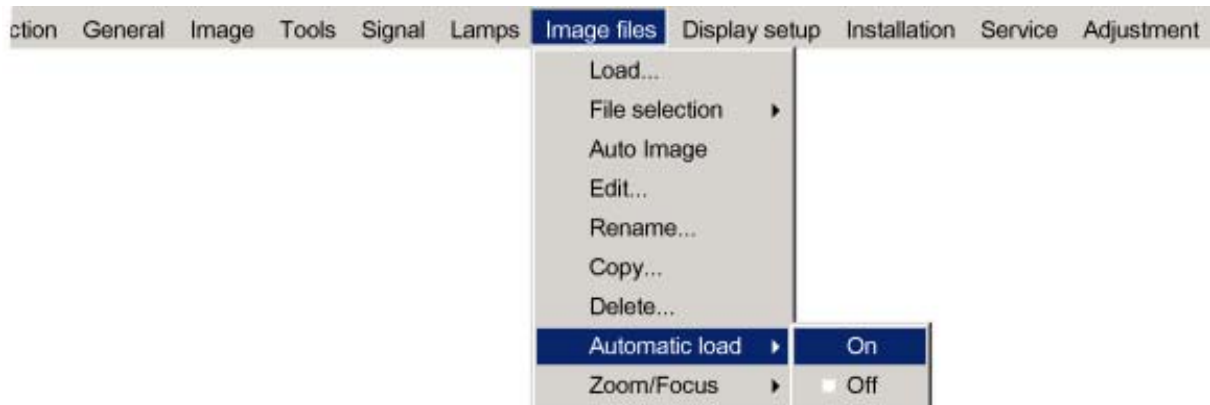 ction General Image Tools Signal Lamps Image files Display setup Installation Service Adjustment
Load...
File selection
Auto Image
Edit...
Rename...
Copy...
Delete...
Automatic load On
Zoom/Focus Off